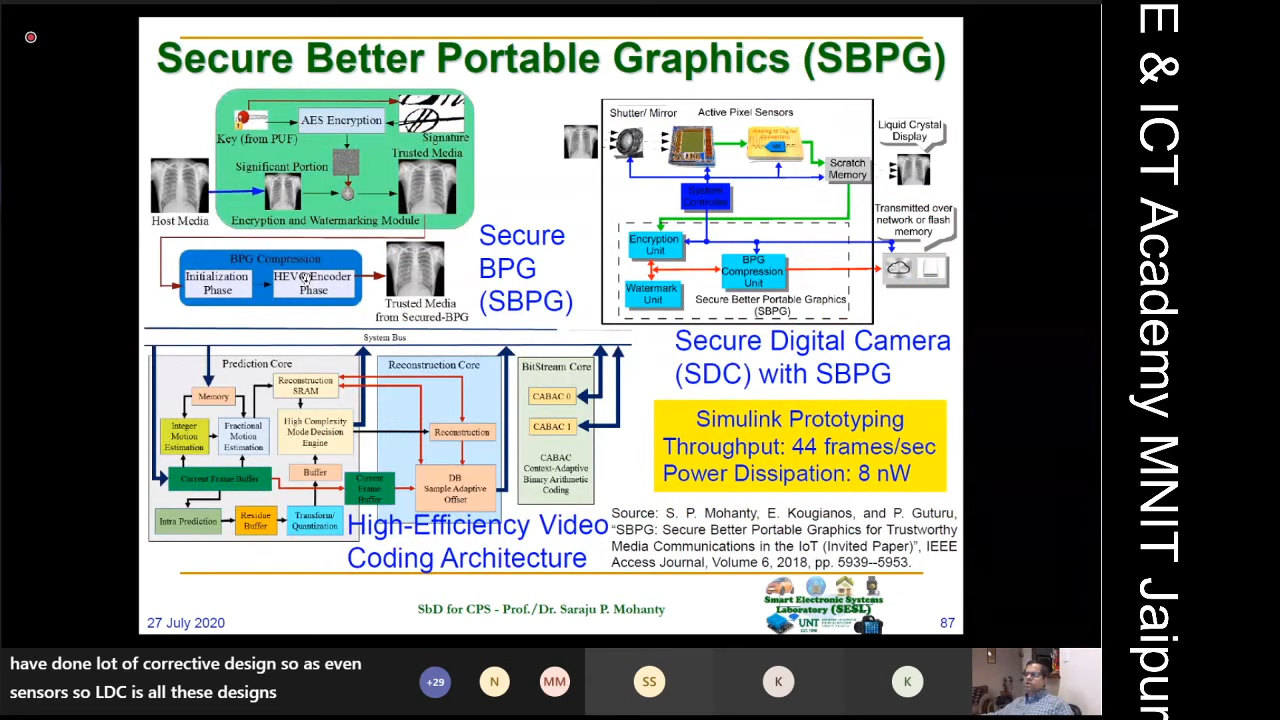 Secure Better Portable Graphics (SBPG)
AES Encryption
Key (from PUF)
Signature
Significant Portion
Trusted Media
Host Media
Encryption and Watermarking Module
BPG Compression
Initialization
Phase
HEVC Encoder
Phase
Trusted Media
from Secured-BPG
Secure
BPG
(SBPG)
Shutter/ Mirror
Active Pixel Sensors
Liquid Crystal
Display
Scratch
Memory
System
Controller
Transmitted over
network or flash
memory
Encryption
Unit
BPG
Compression
Unit
Watermark
Unit
Secure Better Portable Graphics
(SBPG)
Secure Digital Camera
(SDC) with SBPG
System Bus
Prediction Core
Reconstruction Core
BitStream Core
Memory
Reconstruction
SRAM
Integer
Motion
Estimation
Fractional
Motion
Estimation
High Complexity
Mode Decision
Engine
Reconstruction
CABAC 0
CABAC 1
CABAC
Context-Adaptive
Binary Arithmetic
Coding
Current Frame Buffer
Buffer
Current
Frame
Buffer
DB
Sample Adaptive
Offset
Intra Prediction
Residue
Buffer
Transform/
Quantization
High-Efficiency Video
Coding Architecture
Simulink Prototyping
Throughput: 44 frames/sec
Power Dissipation: 8 nW
Source: S. P. Mohanty, E. Kougianos, and P. Guturu,
“SBPG: Secure Better Portable Graphics for Trustworthy
Media Communications in the IoT (Invited Paper)”, IEEE
Access Journal, Volume 6, 2018, pp. 5939--5953.
27 July 2020
SbD for CPS - Prof./Dr. Saraju P. Mohanty
Smart Electronic Systems
Laboratory (SESL)
UNT
87
have done lot of corrective design so as even
sensors so LDC is all these designs
+29
N
MM
SS
K
K
E & ICT Academy MNIT Jaipur